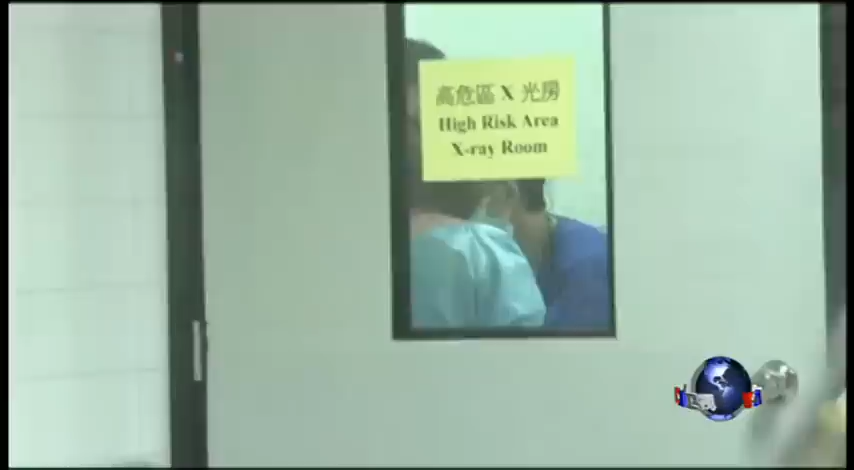 高危區 X 光房
High Risk Area
X-ray Room